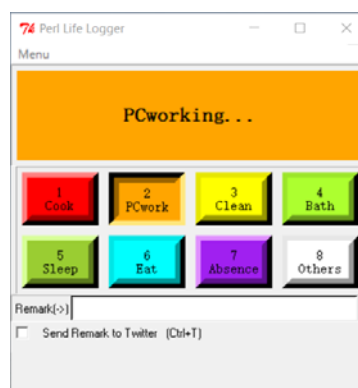 Perl Life Logger
Menu
PCworking...
1
Cook
2
PCwork
3
Clean
4
Bath
5
Sleep
6
Eat
7
Absence
8
Others
Remark(->)
Send Remark to Twitter (Ctrl+T)